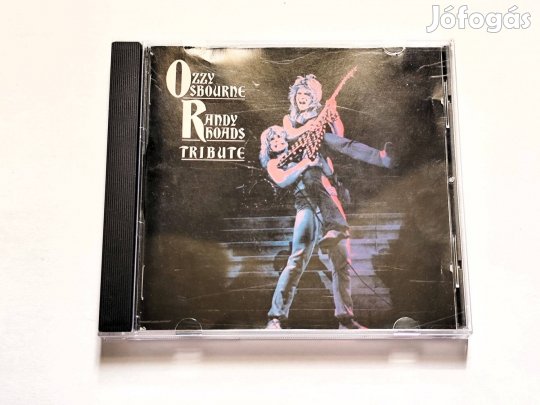 Jófogás
OZZY
OSBOURNE
RANDY
RHOADS
TRIBUTE